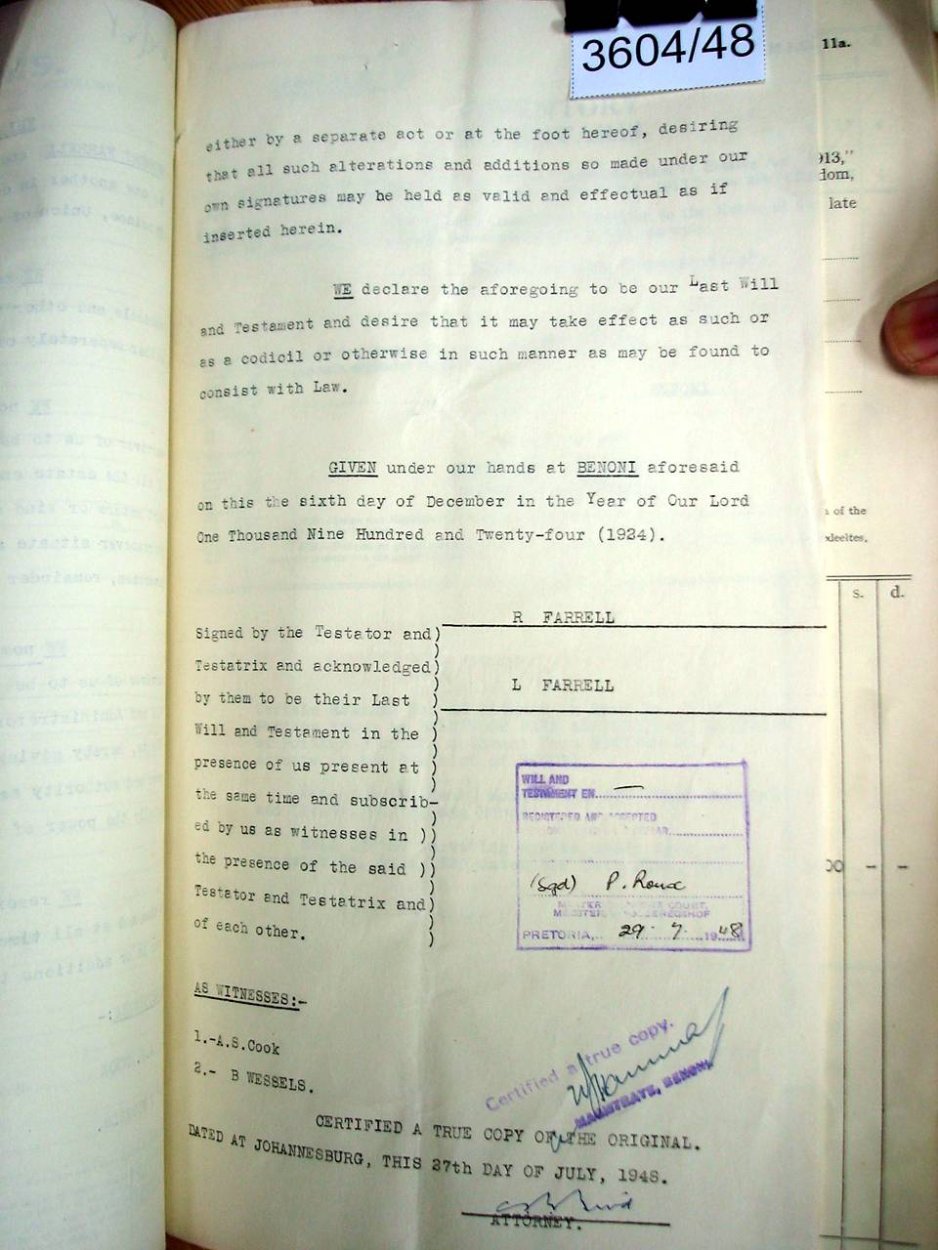 3604/48
11a.
either by a separate act or at the foot hereof, desiring
that all such alterations and additions so made under our
own signatures may be held as valid and effectual as if
inserted herein.
WE declare the aforegoing to be our Last Will
and Testament and desire that it may take effect as such or
as a codicil or otherwise in such manner as may be found to
consist with Law.
GIVEN under our hands at BENONI aforesaid
on this the sixth day of December in the Year of Our Lord
One Thousand Nine Hundred and Twenty-four (1924).
R FARRELL
Signed by the Testator and)
Testatrix and acknowledged)
L FARRELL
by them to be their Last )
Will and Testament in the )
presence of us present at )
the same time and subscrib-
ed by us as witnesses in ))
the presence of the said ))
Testator and Testatrix and)
of each other. )
WILL AND
TESTAMENT EN...... —
REGISTERED AND ACCEPTED
(Sgd) P. Roux
PRETORIA,... 29. 7. 1948
AS WITNESSES:-
1.-A.S.Cook
2.- B WESSELS.
Certified a true copy.
MAGISTRATE, BENONI
CERTIFIED A TRUE COPY OF THE ORIGINAL.
DATED AT JOHANNESBURG, THIS 27th DAY OF JULY, 1948.
ATTORNEY.
913,"
dom,
late
of the
s. d.
00 - -